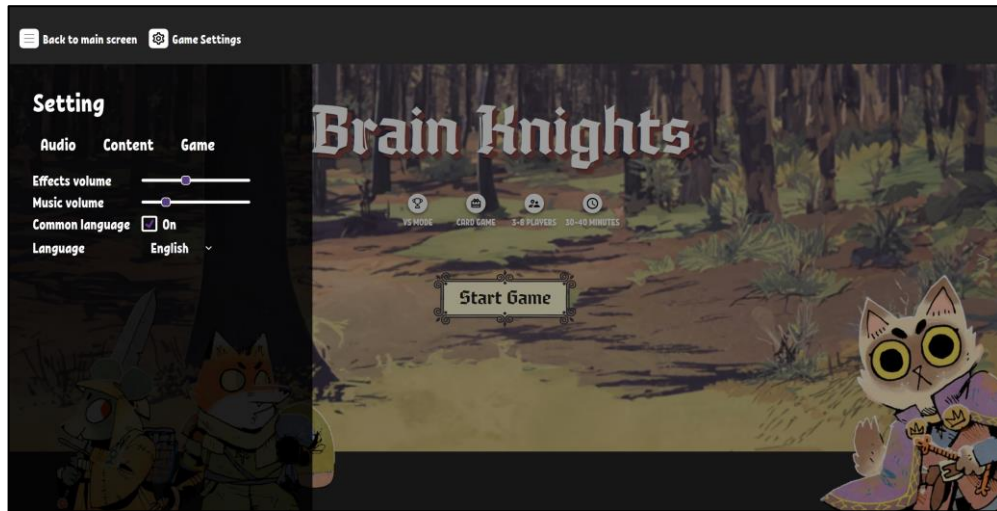 Back to main screen Game Settings
Setting
Audio Content Game
Effects volume
Music volume
Common language On
Language English
Brain Knights
VS MODE CARD GAME 3-8 PLAYERS 30-40 MINUTES
Start Game